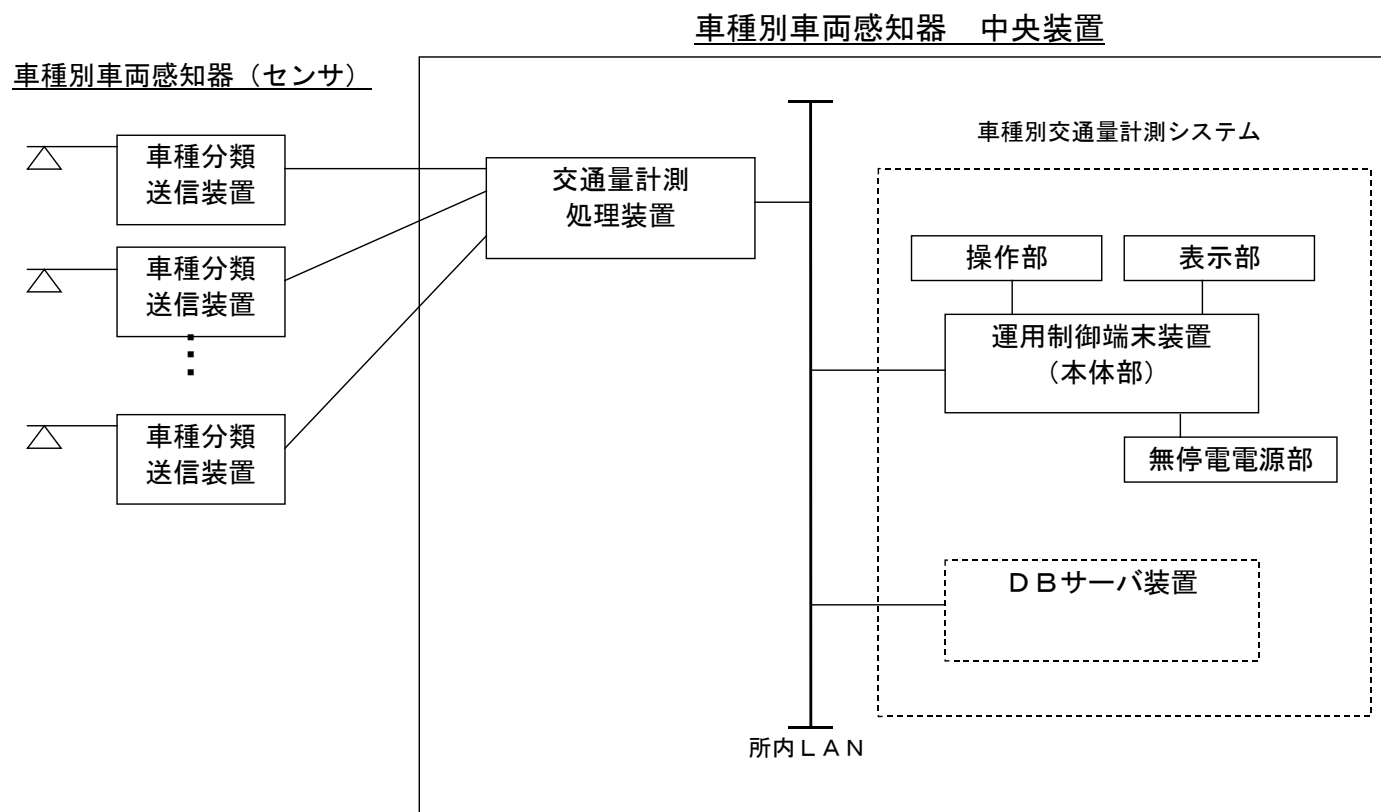 車種別車両感知器　中央装置
車種別車両感知器（センサ）
車種分類
送信装置
車種分類
送信装置
車種分類
送信装置
交通量計測
処理装置
車種別交通量計測システム
操作部
表示部
運用制御端末装置
（本体部）
無停電電源部
ＤＢサーバ装置
所内ＬＡＮ